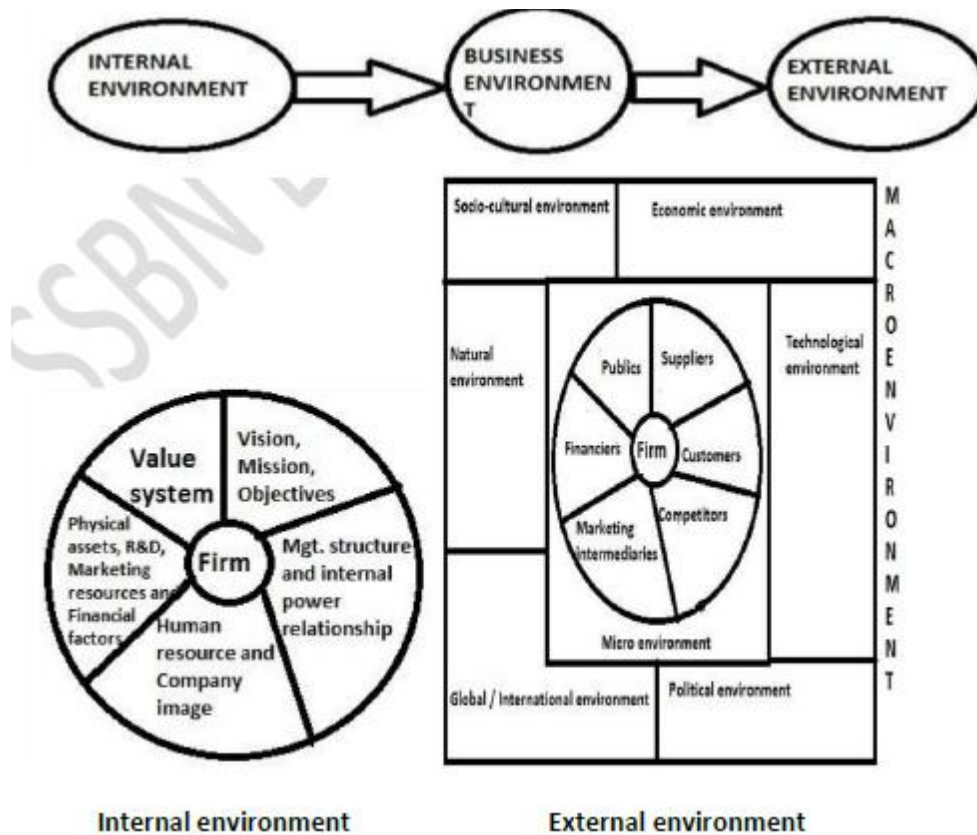 INTERNAL
ENVIRONMENT
BUSINESS
ENVIRONMEN
T
EXTERNAL
ENVIRONMENT
SSBN
Value
system
Vision,
Mission,
Objectives
Mgt. structure
and internal
power
relationship
Human
resource and
Company
image
Physical
assets, R&D,
Marketing
resources and
Financial
factors
Firm
Internal environment
Socio-cultural environment
Economic environment
Natural
environment
Technological
environment
Publics
Suppliers
Financiers
Firm
Customers
Marketing
intermediaries
Competitors
Micro environment
Global / International environment
Political environment
MACROENVIRONMENT
External environment